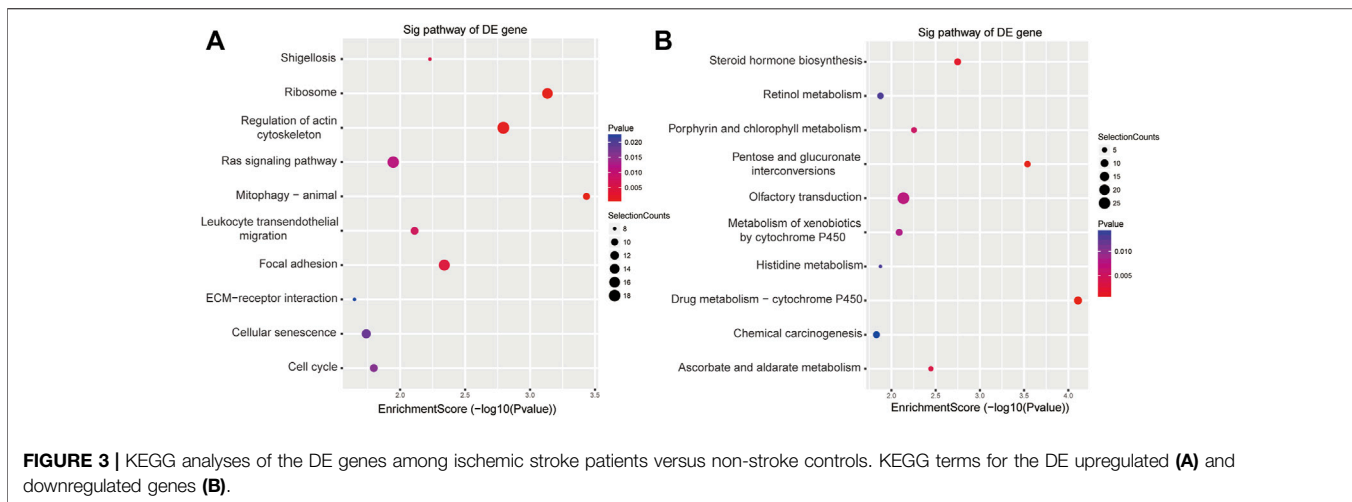 A
Sig pathway of DE gene
Shigellosis
Ribosome
Regulation of actin
cytoskeleton
Ras signaling pathway
Mitophagy − animal
Leukocyte transendothelial
migration
Focal adhesion
ECM−receptor interaction
Cellular senescence
Cell cycle
2.0 2.5 3.0 3.5
EnrichmentScore (−log10(Pvalue))
Pvalue
0.020
0.015
0.010
0.005
SelectionCounts
8
10
12
14
16
18
B
Sig pathway of DE gene
Steroid hormone biosynthesis
Retinol metabolism
Porphyrin and chlorophyll metabolism
Pentose and glucuronate
interconversions
Olfactory transduction
Metabolism of xenobiotics
by cytochrome P450
Histidine metabolism
Drug metabolism − cytochrome P450
Chemical carcinogenesis
Ascorbate and aldarate metabolism
2.0 2.5 3.0 3.5 4.0
EnrichmentScore (−log10(Pvalue))
SelectionCounts
5
10
15
20
25
Pvalue
0.010
0.005
FIGURE 3 | KEGG analyses of the DE genes among ischemic stroke patients versus non-stroke controls. KEGG terms for the DE upregulated (A) and
downregulated genes (B).